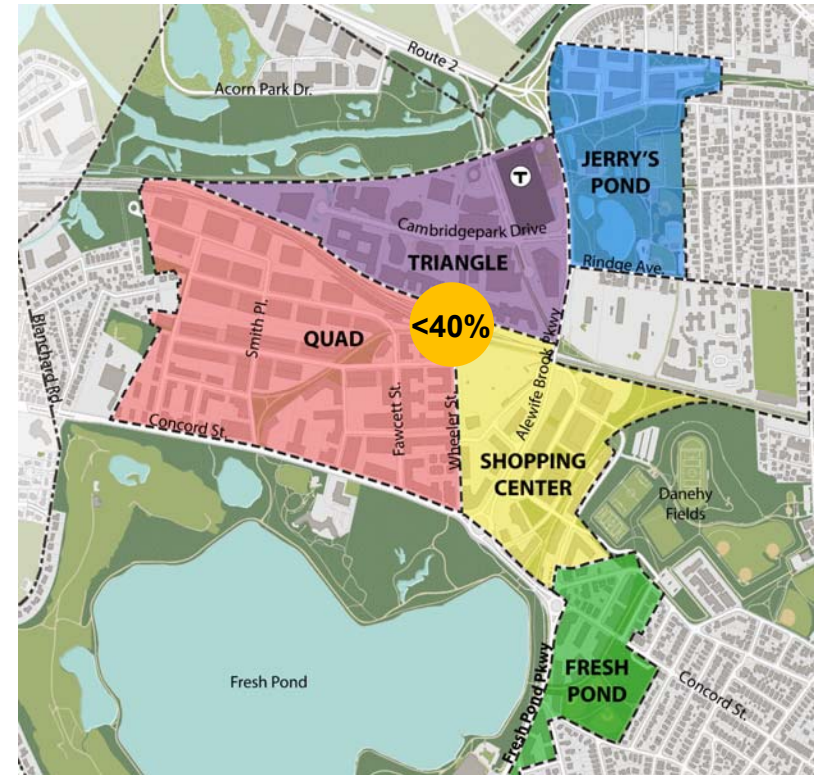 Route 2
Acorn Park Dr.
JERRY'S
POND
T
Cambridgepark Drive
TRIANGLE
Rindge Ave.
<40%
QUAD
Smith Pl.
Blanchard Rd
Alewife Brook Pkwy
Fawcett St.
Wheeler St.
Concord St.
SHOPPING
CENTER
Danehy
Fields
Fresh Pond
FRESH
POND
Fresh Pond Pkwy
Concord St.